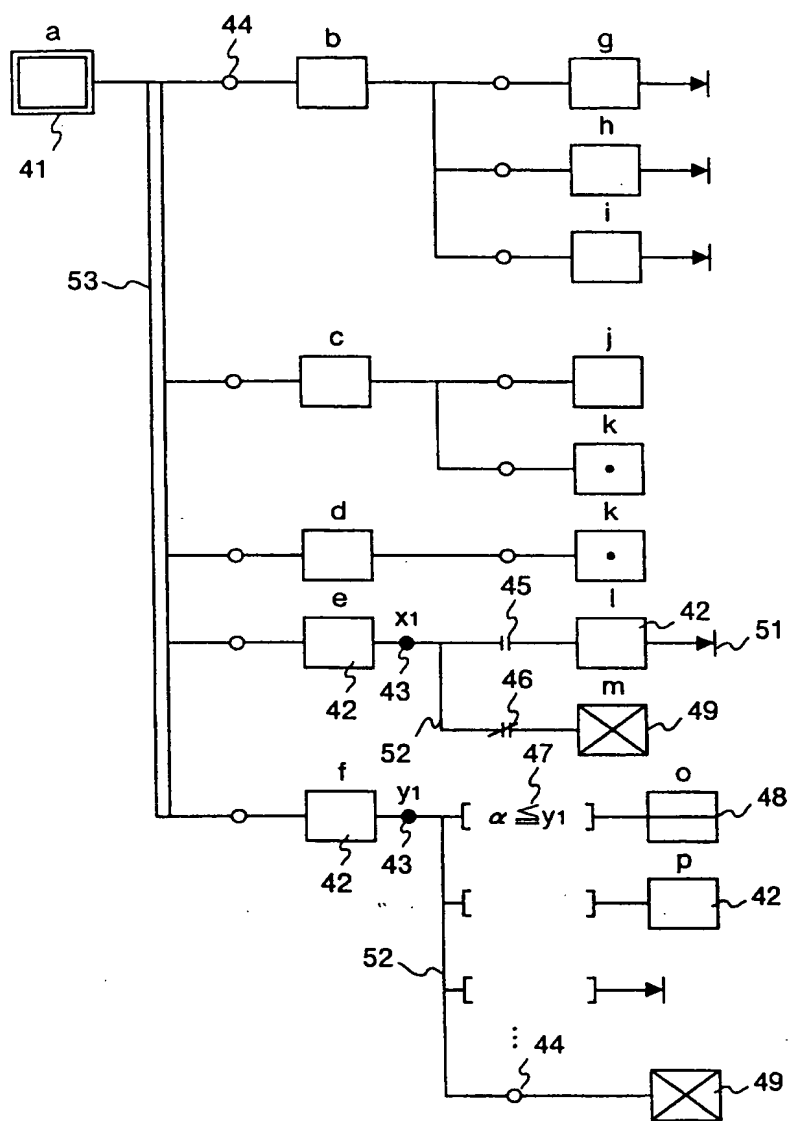 a 44 b g
41
h
i
53
c j
k
d k
45
e x1 l 42
51
42 43 46 m
52 49
47
f y1 o
[ α ≦ y1 ] 48
42 43 p
[ ] 42
52
[ ]
⋮ 44
49